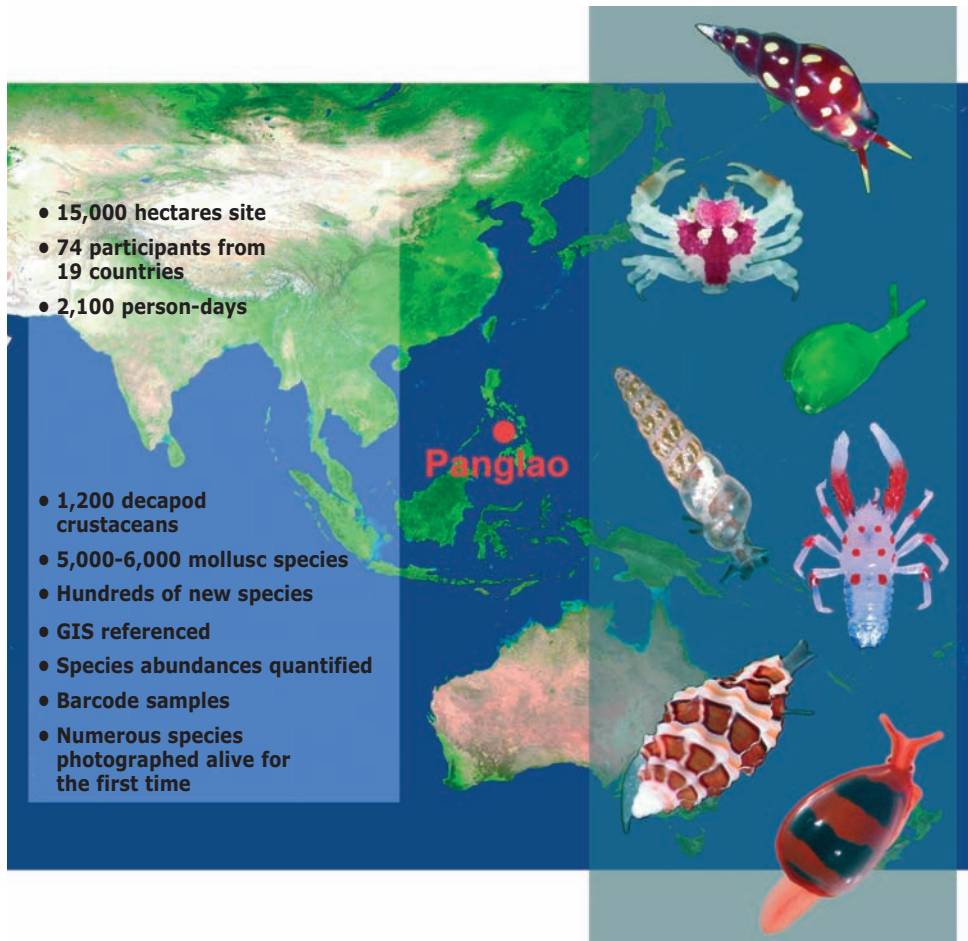 • 15,000 hectares site
• 74 participants from
19 countries
• 2,100 person-days
Panglao
• 1,200 decapod
crustaceans
• 5,000-6,000 mollusc species
• Hundreds of new species
• GIS referenced
• Species abundances quantified
• Barcode samples
• Numerous species
photographed alive for
the first time